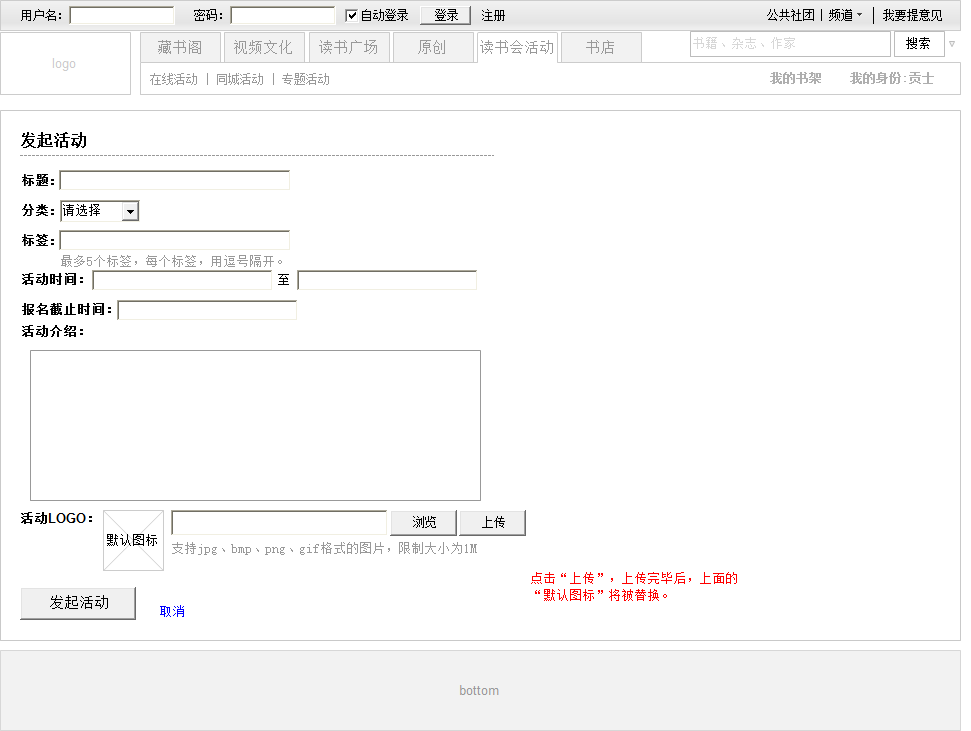 用户名: 密码: 自动登录 登录 注册 公共社团 | 频道 | 我要提意见
logo 藏书阁 视频文化 读书广场 原创 读书会活动 书店 书籍、杂志、作家 搜索
在线活动 | 同城活动 | 专题活动 我的书架 我的身份:贡士
发起活动
标题:
分类: 请选择
标签:
最多5个标签，每个标签，用逗号隔开。
活动时间： 至
报名截止时间：
活动介绍：
活动LOGO： 默认图标 浏览 上传
支持jpg、bmp、png、gif格式的图片，限制大小为1M
点击“上传”，上传完毕后，上面的
“默认图标”将被替换。
发起活动 取消
bottom